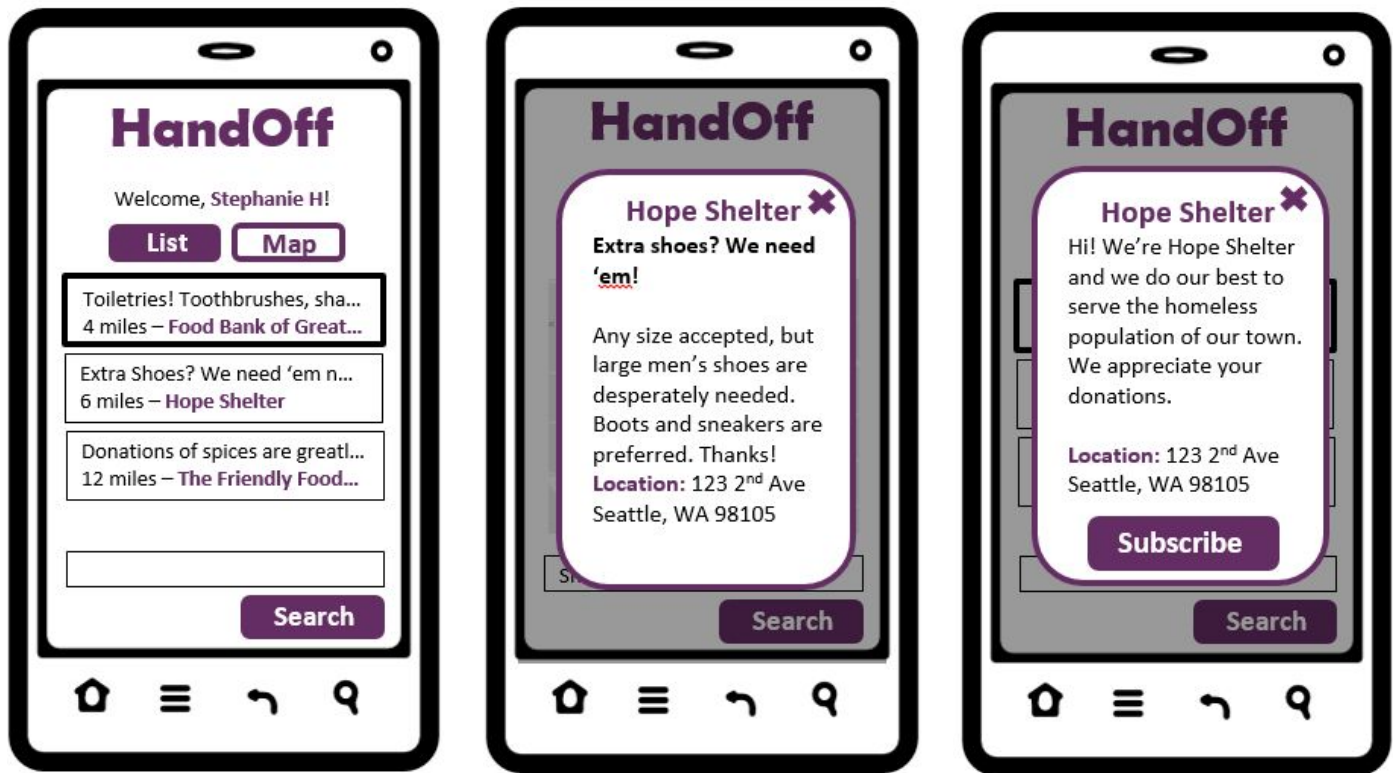 HandOff
Welcome, Stephanie H!
List
Map
Toiletries! Toothbrushes, sha...
4 miles – Food Bank of Great...
Extra Shoes? We need ‘em n...
6 miles – Hope Shelter
Donations of spices are greatl...
12 miles – The Friendly Food...
Search
HandOff
Hope Shelter
Extra shoes? We need
‘em!
Any size accepted, but
large men’s shoes are
desperately needed.
Boots and sneakers are
preferred. Thanks!
Location: 123 2nd Ave
Seattle, WA 98105
Search
HandOff
Hope Shelter
Hi! We’re Hope Shelter
and we do our best to
serve the homeless
population of our town.
We appreciate your
donations.
Location: 123 2nd Ave
Seattle, WA 98105
Subscribe
Search